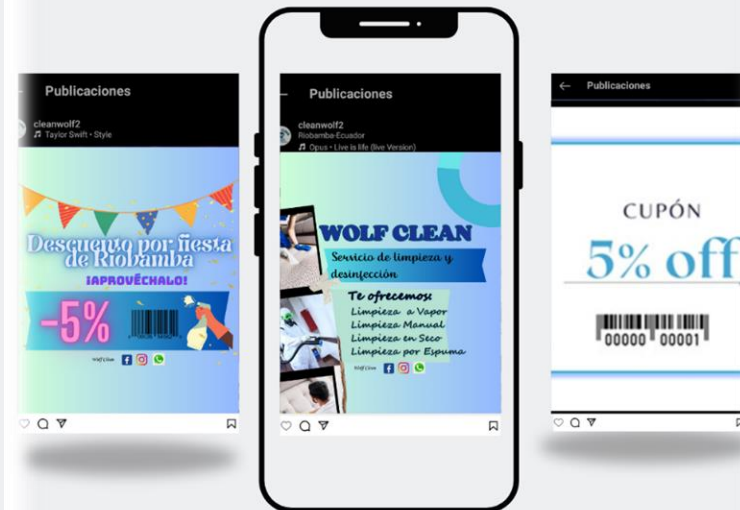 Publicaciones
cleanwolf2
Taylor Swift • Style
Descuento por fiesta
de Riobamba
¡APROVÉCHALO!
-5%
Wolf Clean
Publicaciones
cleanwolf2
Riobamba-Ecuador
Opus • Live is life (live Version)
WOLF CLEAN
Servicio de limpieza y
desinfección
Te ofrecemos:
Limpieza a Vapor
Limpieza Manual
Limpieza en Seco
Limpieza por Espuma
Wolf Clean
Publicaciones
CUPÓN
5% off
00000 00001